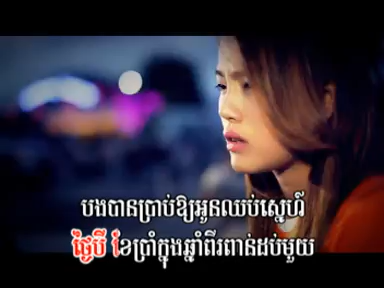 បងបានប្រាប់ឱ្យអូនឈប់ស្នេហ៍
ថ្ងៃបី ខែប្រាំក្នុងឆ្នាំពីរពាន់ដប់មួយ